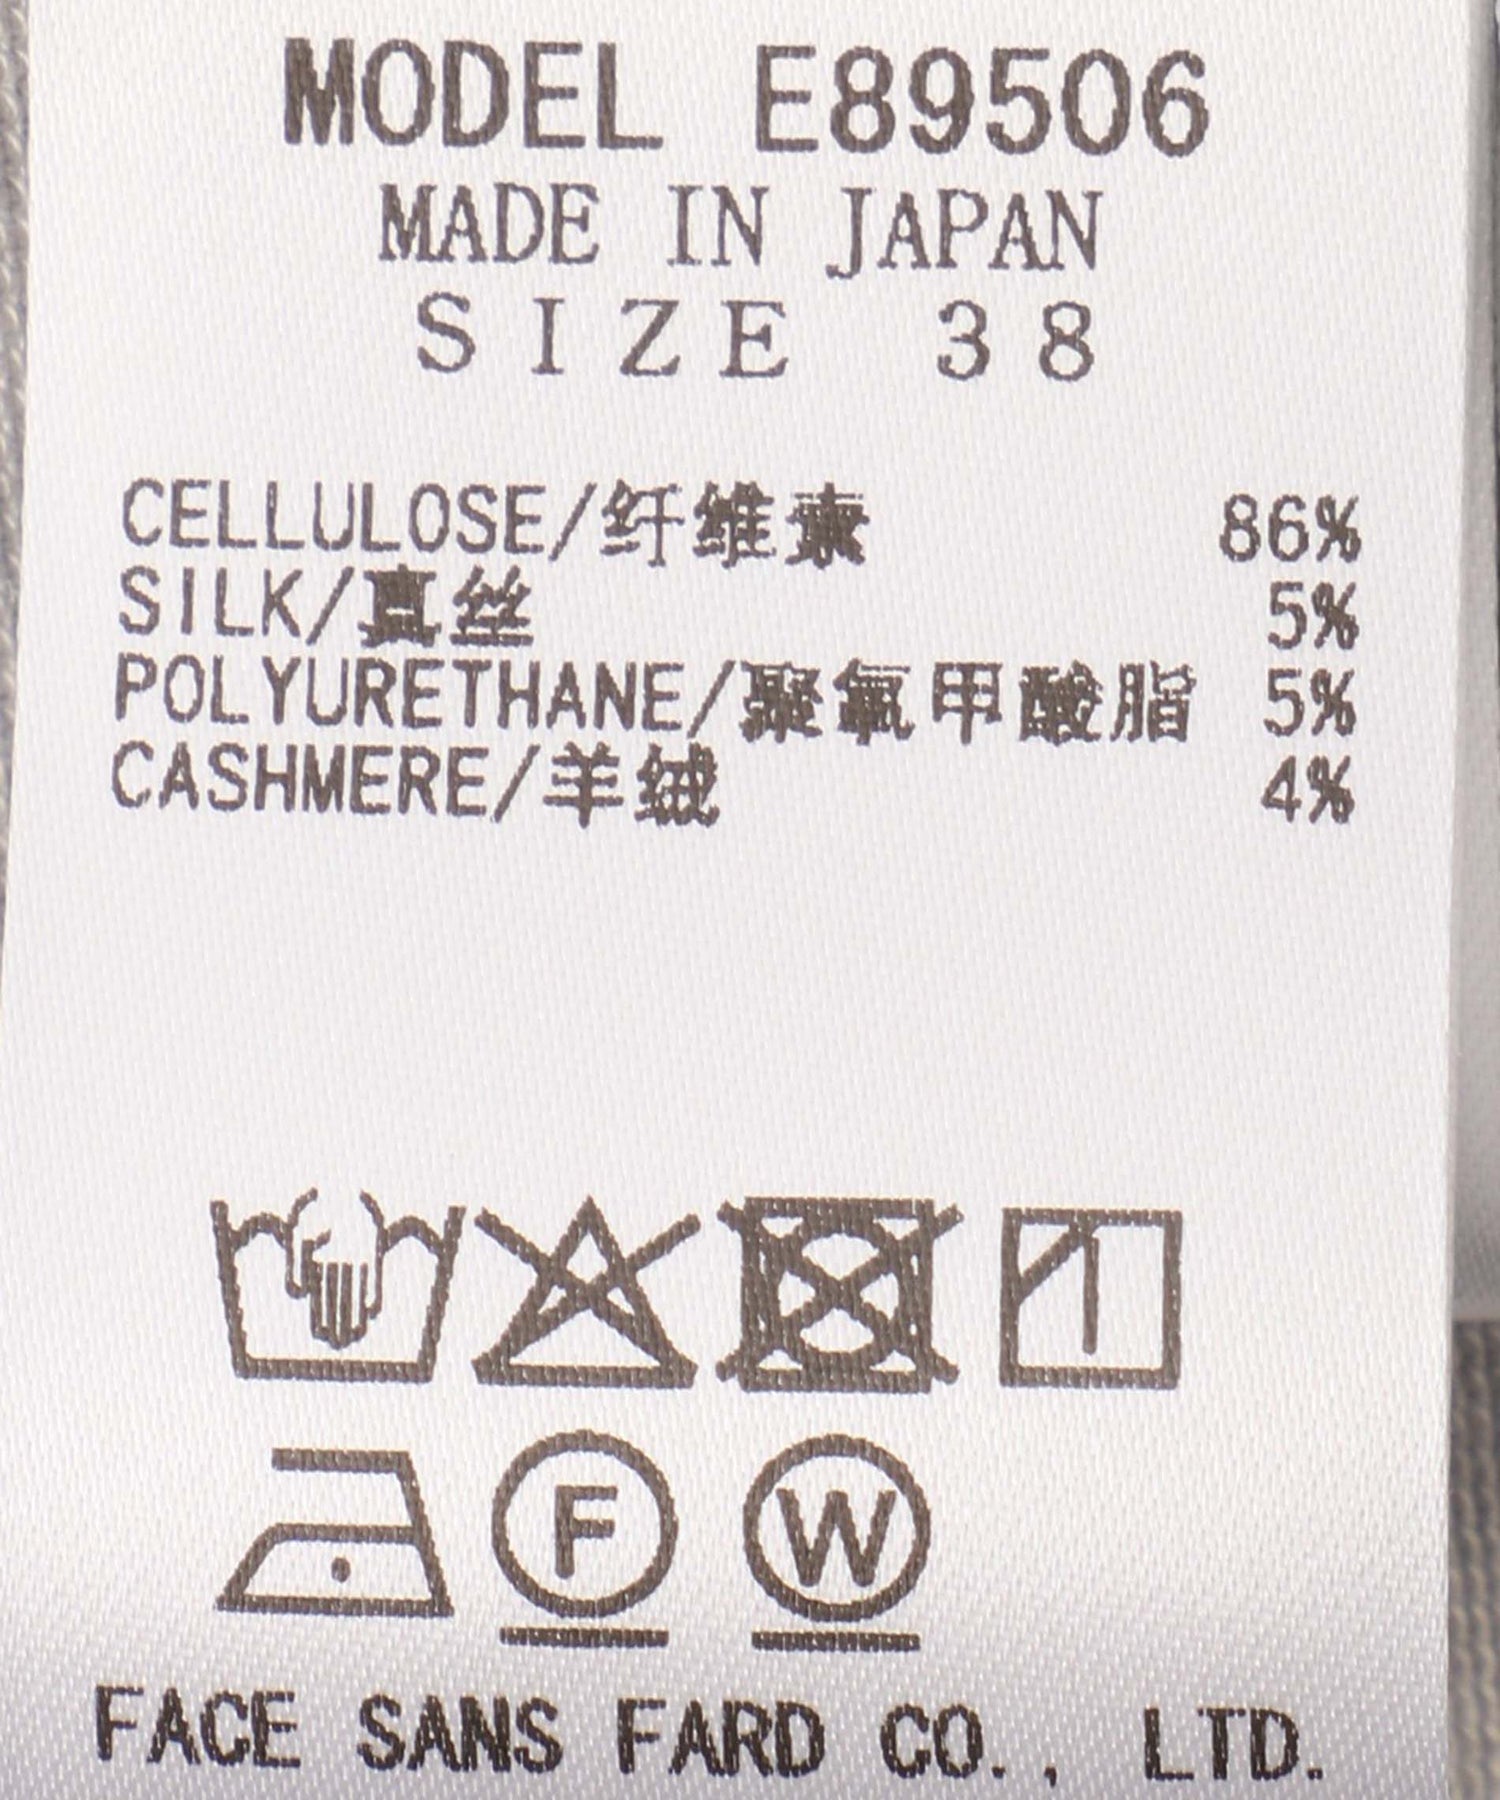 MODEL E89506
MADE IN JAPAN
SIZE 38
CELLULOSE/纤维素 86%
SILK/真丝 5%
POLYURETHANE/聚氨甲酸脂 5%
CASHMERE/羊绒 4%
F W
FACE SANS FARD CO., LTD.